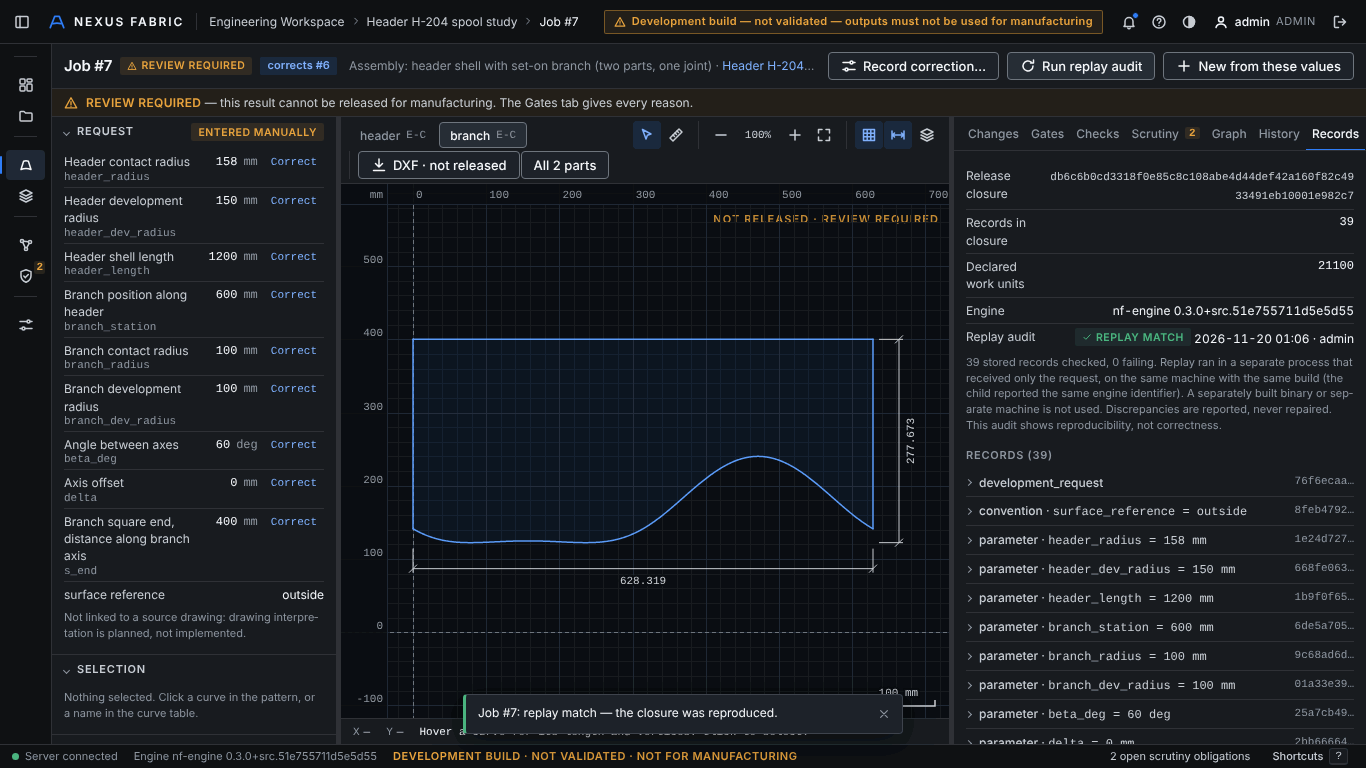 NEXUS FABRIC
Engineering Workspace > Header H-204 spool study > Job #7
Development build — not validated — outputs must not be used for manufacturing
admin ADMIN
Job #7
REVIEW REQUIRED
corrects #6
Assembly: header shell with set-on branch (two parts, one joint) · Header H-204…
Record correction...
Run replay audit
New from these values
REVIEW REQUIRED — this result cannot be released for manufacturing. The Gates tab gives every reason.
REQUEST
ENTERED MANUALLY
Header contact radius 158 mm Correct
header_radius
Header development radius 150 mm Correct
header_dev_radius
Header shell length 1200 mm Correct
header_length
Branch position along header 600 mm Correct
branch_station
Branch contact radius 100 mm Correct
branch_radius
Branch development radius 100 mm Correct
branch_dev_radius
Angle between axes 60 deg Correct
beta_deg
Axis offset 0 mm Correct
delta
Branch square end, distance along branch axis 400 mm Correct
s_end
surface reference outside
Not linked to a source drawing: drawing interpre-
tation is planned, not implemented.
SELECTION
Nothing selected. Click a curve in the pattern, or
a name in the curve table.
header E-C
branch E-C
100%
DXF · not released
All 2 parts
mm 0 100 200 300 400 500 600 700
NOT RELEASED · REVIEW REQUIRED
500
400
300
200
100
0
-100
277.673
628.319
100 mm
Job #7: replay match — the closure was reproduced.
X — Y —
Changes Gates Checks Scrutiny 2 Graph History Records
Release closure
db6c6b0cd3318f0e85c8c108abe4d44def42a160f82c49
33491eb10001e982c7
Records in closure 39
Declared work units 21100
Engine nf-engine 0.3.0+src.51e755711d5e5d55
Replay audit REPLAY MATCH 2026-11-20 01:06 · admin
39 stored records checked, 0 failing. Replay ran in a separate process that
received only the request, on the same machine with the same build (the
child reported the same engine identifier). A separately built binary or sep-
arate machine is not used. Discrepancies are reported, never repaired.
This audit shows reproducibility, not correctness.
RECORDS (39)
development_request 76f6ecaa…
convention · surface_reference = outside 8feb4792…
parameter · header_radius = 158 mm 1e24d727…
parameter · header_dev_radius = 150 mm 668fe063…
parameter · header_length = 1200 mm 1b9f0f65…
parameter · branch_station = 600 mm 6de5a705…
parameter · branch_radius = 100 mm 9c68ad6d…
parameter · branch_dev_radius = 100 mm 01a33e39…
parameter · beta_deg = 60 deg 25a7cb49…
parameter · delta = 0 mm 2bb66664…
2
Server connected
Engine nf-engine 0.3.0+src.51e755711d5e5d55
DEVELOPMENT BUILD · NOT VALIDATED · NOT FOR MANUFACTURING
2 open scrutiny obligations
Shortcuts ?